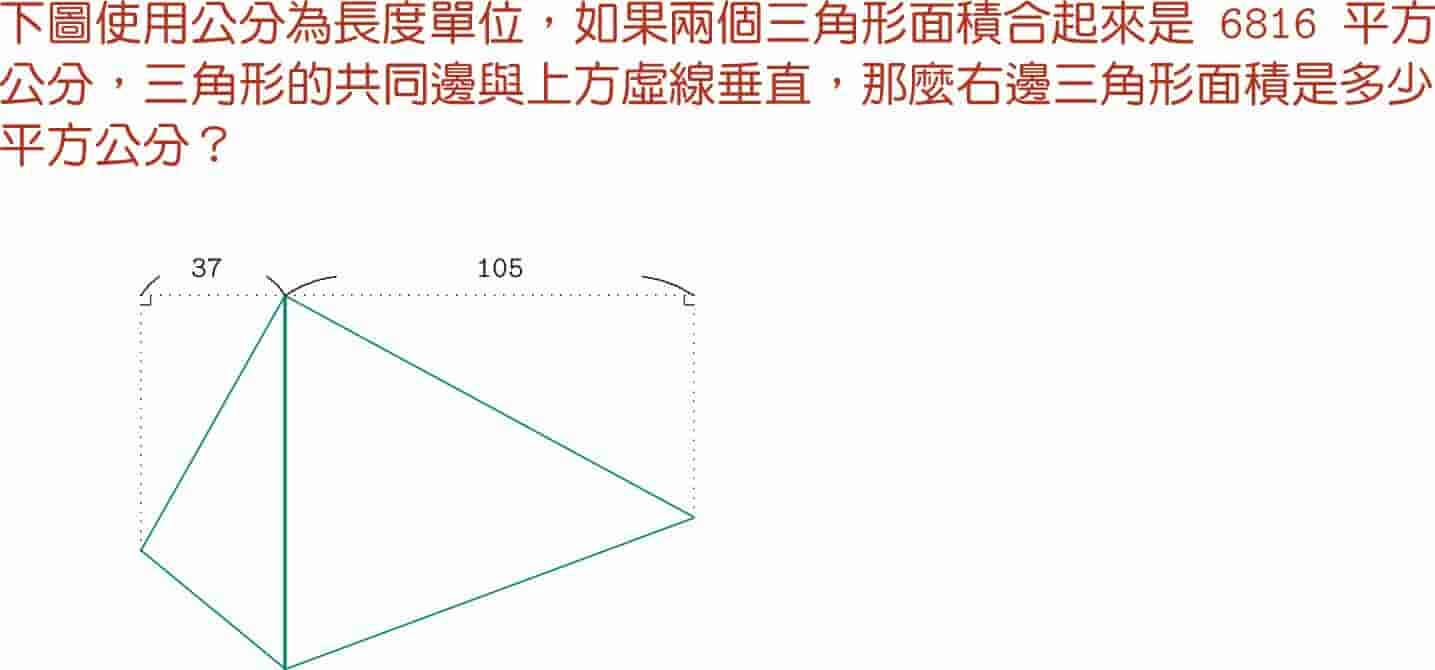 下圖使用公分為長度單位，如果兩個三角形面積合起來是 6816 平方
公分，三角形的共同邊與上方虛線垂直，那麼右邊三角形面積是多少
平方公分？
37 105